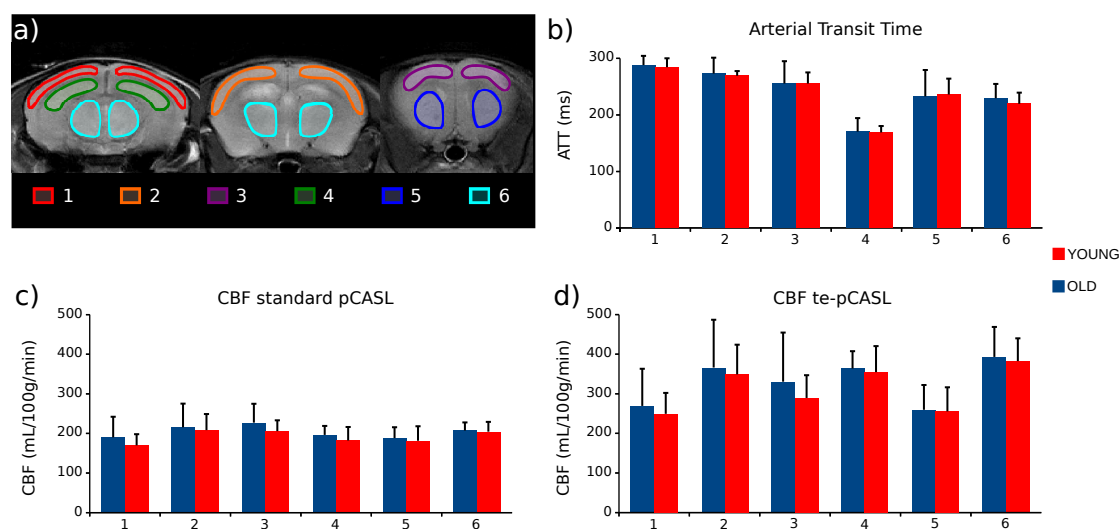 a)
1 2 3 4 5 6
b)
Arterial Transit Time
ATT (ms)
300
200
100
0
1 2 3 4 5 6
YOUNG
OLD
c)
CBF standard pCASL
CBF (mL/100g/min)
500
400
300
200
100
0
1 2 3 4 5 6
d)
CBF te-pCASL
CBF (mL/100g/min)
500
400
300
200
100
0
1 2 3 4 5 6